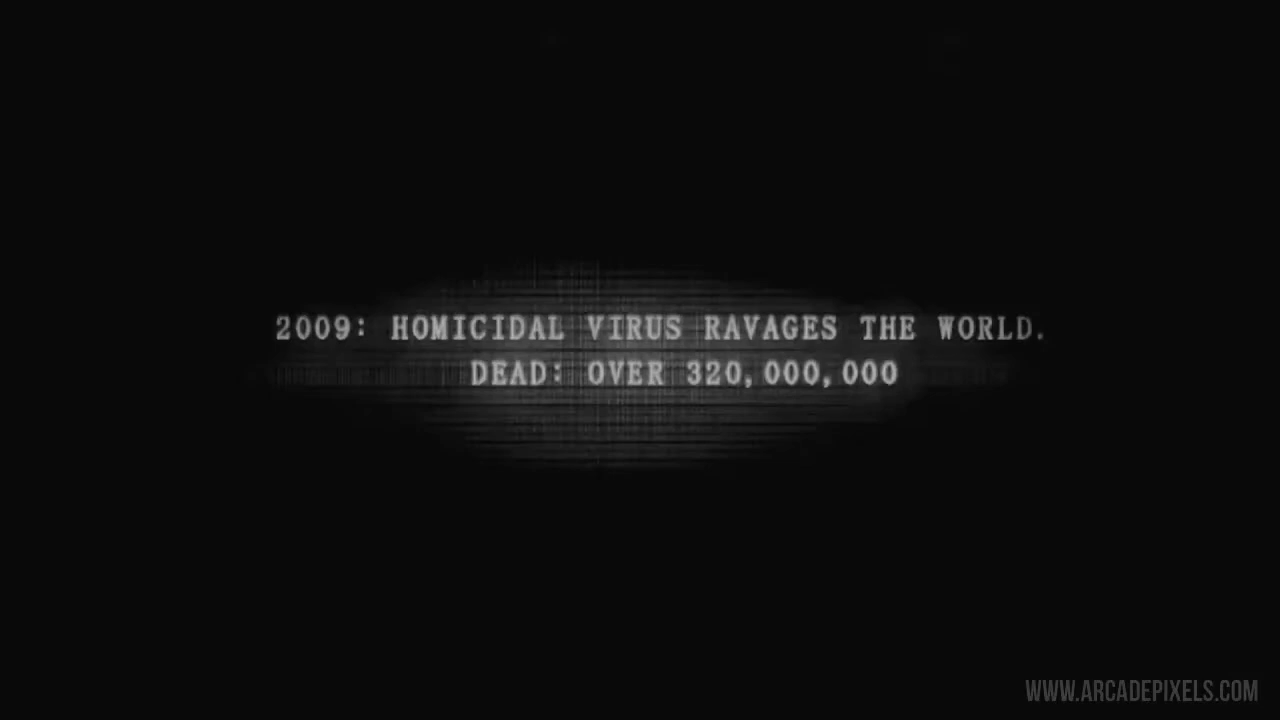 2009: HOMICIDAL VIRUS RAVAGES THE WORLD.
DEAD: OVER 320,000,000
WWW.ARCADEPIXELS.COM